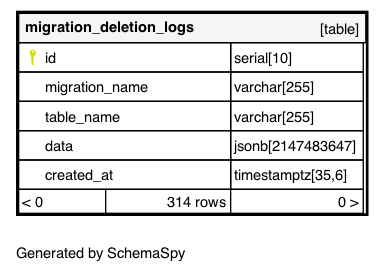 migration_deletion_logs [table]
id serial[10]
migration_name varchar[255]
table_name varchar[255]
data jsonb[2147483647]
created_at timestamptz[35,6]
< 0 314 rows 0 >
Generated by SchemaSpy